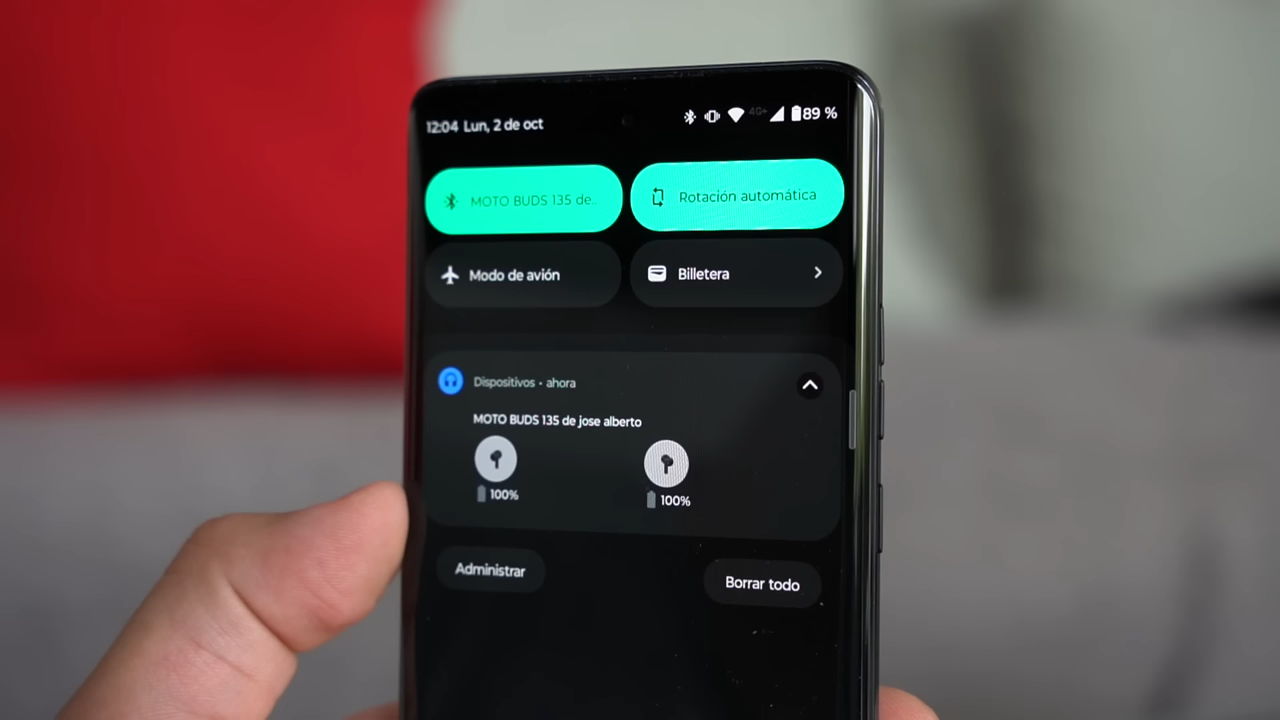 12:04 Lun, 2 de oct 4G+ 89 %
MOTO BUDS 135 de.. Rotación automática
Modo de avión Billetera
Dispositivos • ahora
MOTO BUDS 135 de jose alberto
100% 100%
Administrar Borrar todo